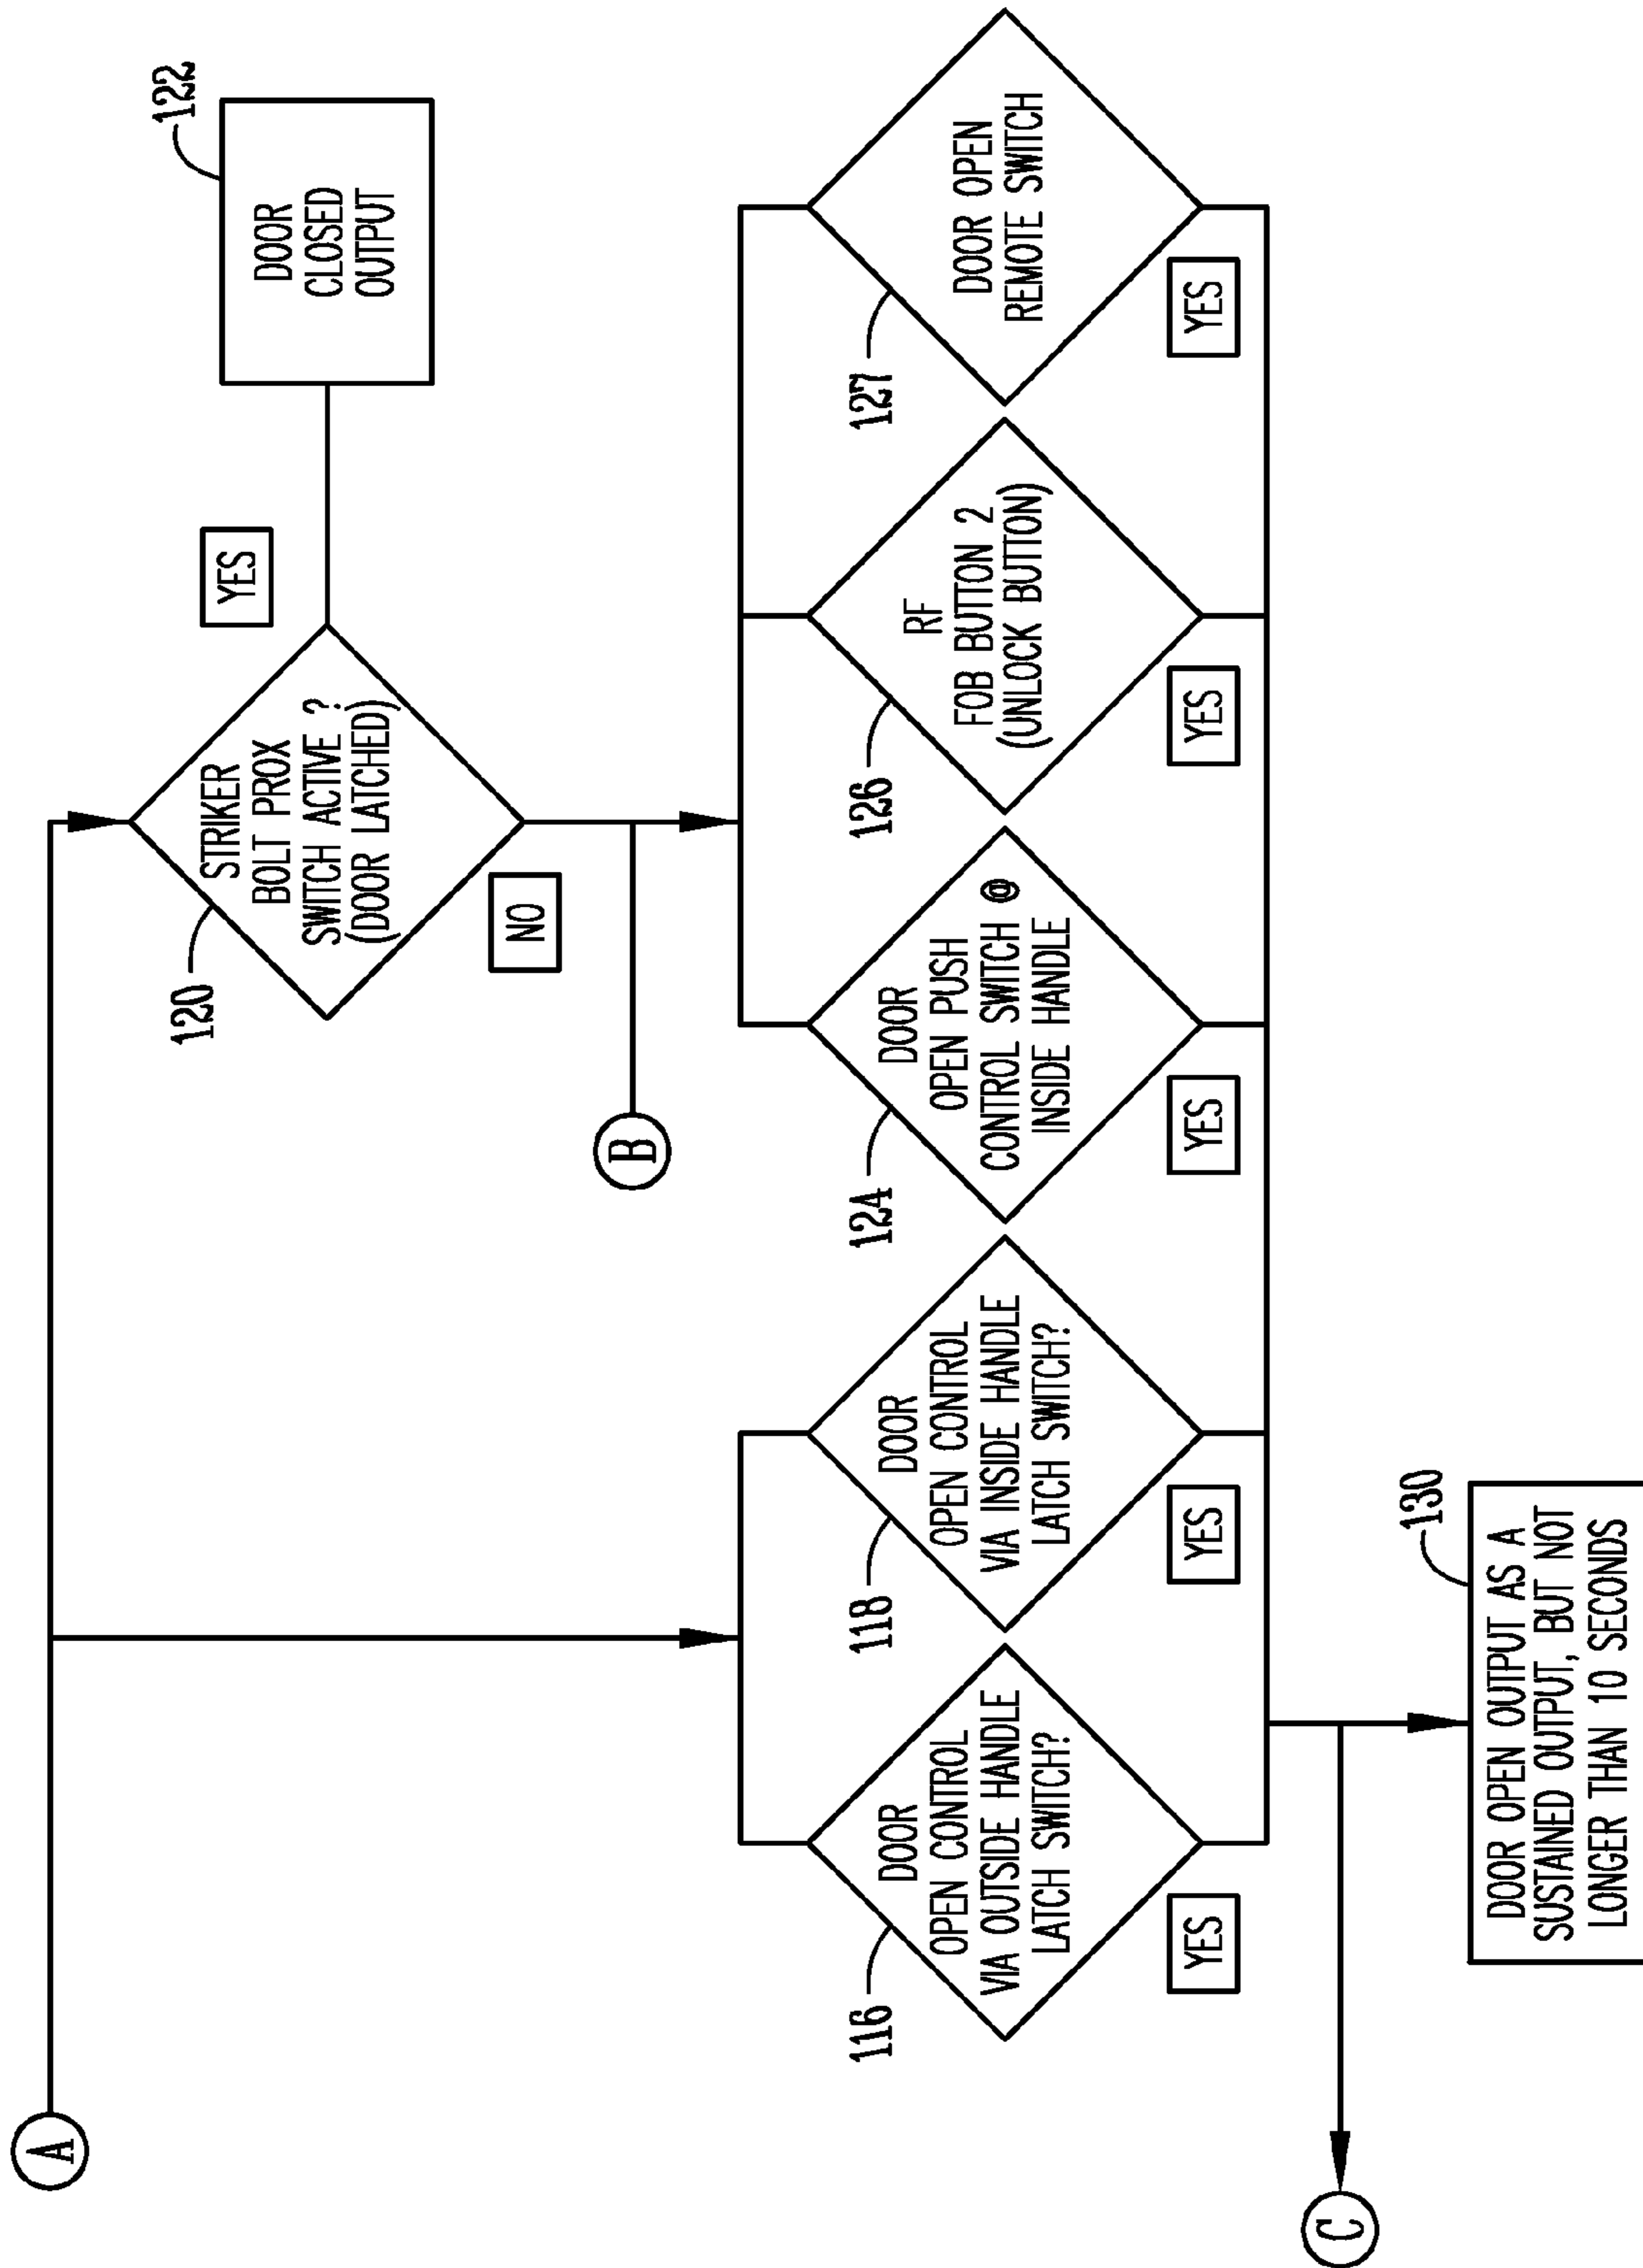 A
120
STRIKER
BOLT PROX
SWITCH ACTIVE ?
(DOOR LATCHED)
YES
122
DOOR
CLOSED
OUTPUT
NO
B
116
DOOR
OPEN CONTROL
VIA OUTSIDE HANDLE
LATCH SWITCH?
YES
118
DOOR
OPEN CONTROL
VIA INSIDE HANDLE
LATCH SWITCH?
YES
124
DOOR
OPEN PUSH
CONTROL SWITCH @
INSIDE HANDLE
YES
126
RF
FOB BUTTON 2
(UNLOCK BUTTON)
YES
127
DOOR OPEN
REMOTE SWITCH
YES
C
130
DOOR OPEN OUTPUT AS A
SUSTAINED OUTPUT, BUT NOT
LONGER THAN 10 SECONDS